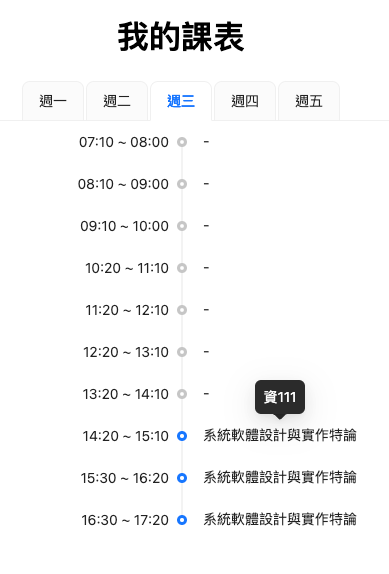 我的課表
週一 週二 週三 週四 週五
07:10 ~ 08:00 -
08:10 ~ 09:00 -
09:10 ~ 10:00 -
10:20 ~ 11:10 -
11:20 ~ 12:10 -
12:20 ~ 13:10 -
13:20 ~ 14:10 -
資111
14:20 ~ 15:10 系統軟體設計與實作特論
15:30 ~ 16:20 系統軟體設計與實作特論
16:30 ~ 17:20 系統軟體設計與實作特論